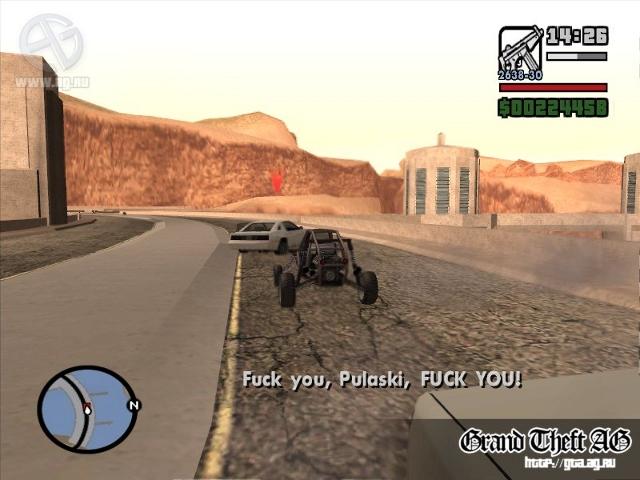 AG
www.ag.ru
14:26
2638-30
$00224458
Fuck you, Pulaski, FUCK YOU!
N
Grand Theft AG
http://gta.ag.ru